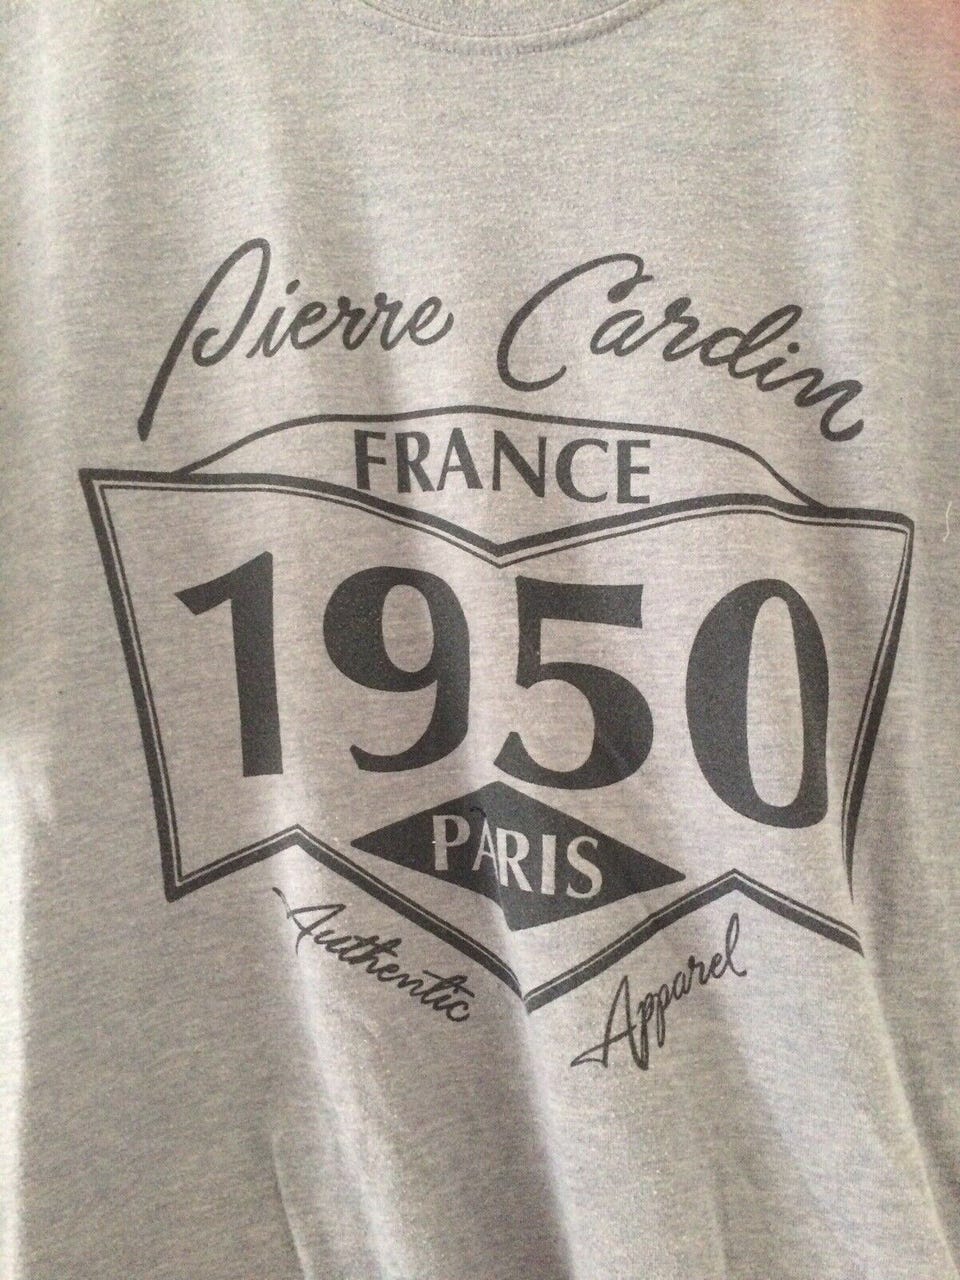 Pierre Cardin
FRANCE
1950
PARIS
Authentic Apparel